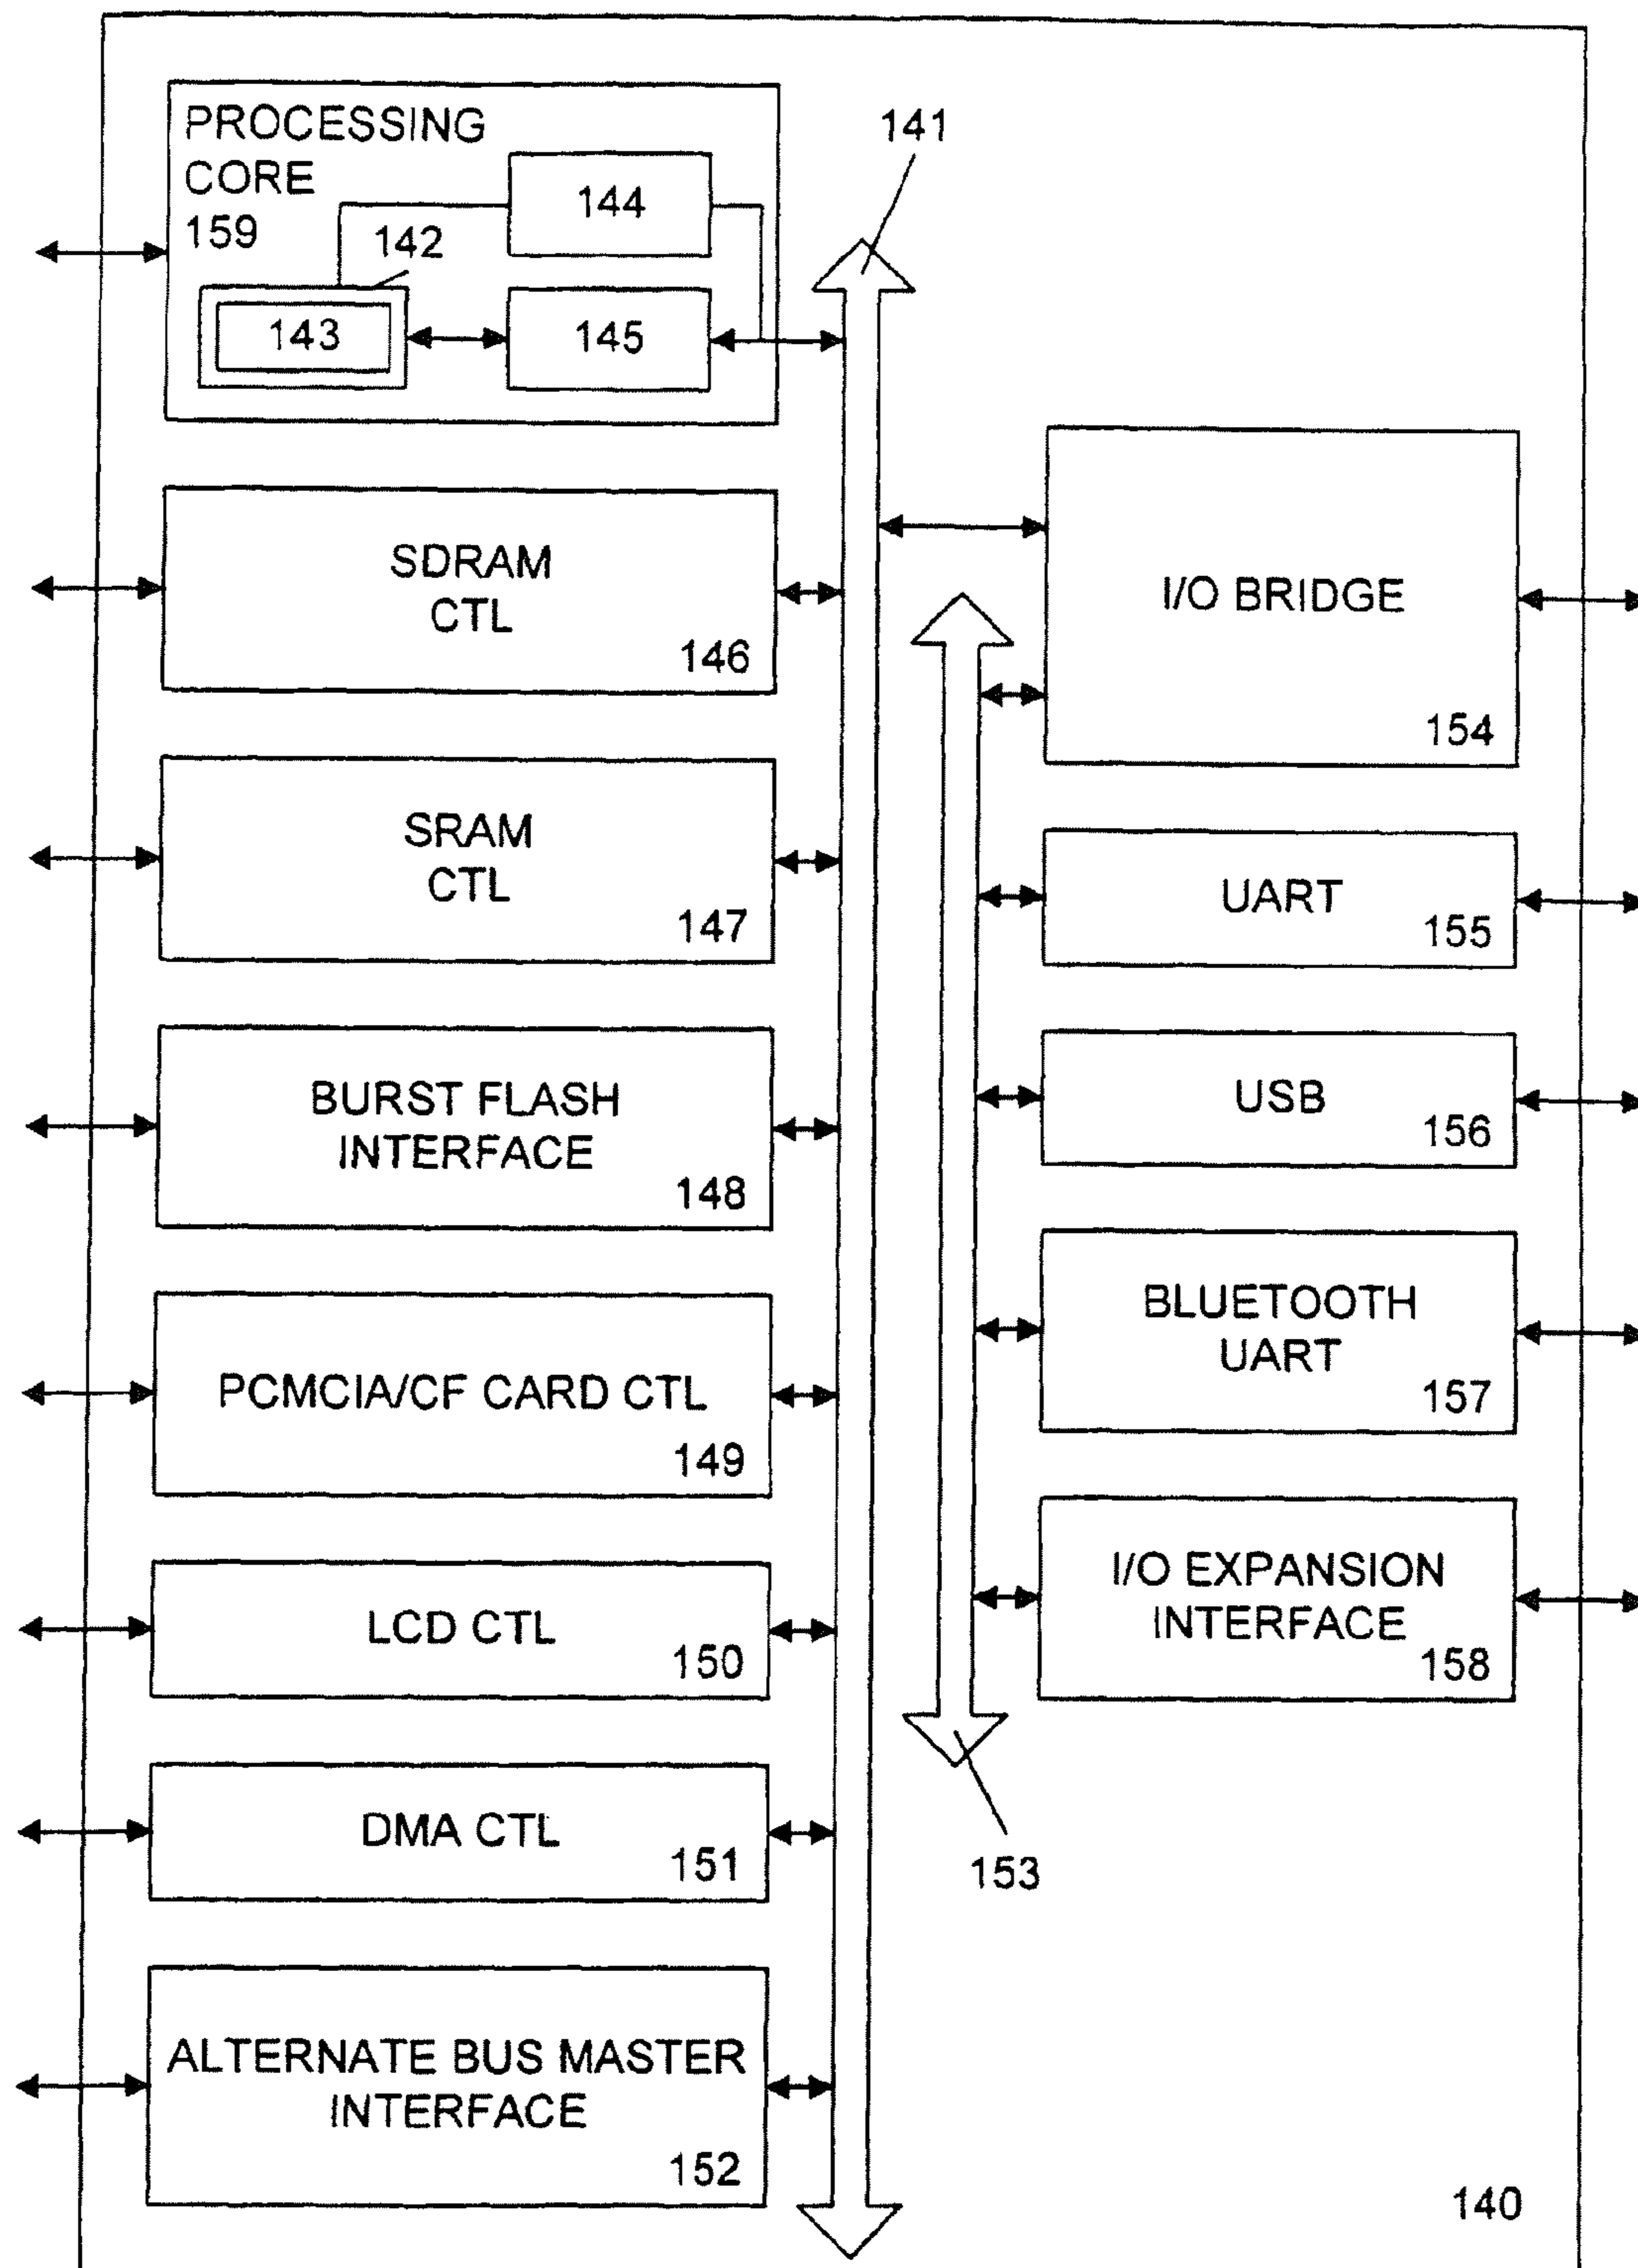 PROCESSING
CORE
159
142
144
143
145
141
SDRAM
CTL
146
SRAM
CTL
147
BURST FLASH
INTERFACE
148
PCMCIA/CF CARD CTL
149
LCD CTL
150
DMA CTL
151
ALTERNATE BUS MASTER
INTERFACE
152
I/O BRIDGE
154
UART
155
USB
156
BLUETOOTH
UART
157
I/O EXPANSION
INTERFACE
158
153
140